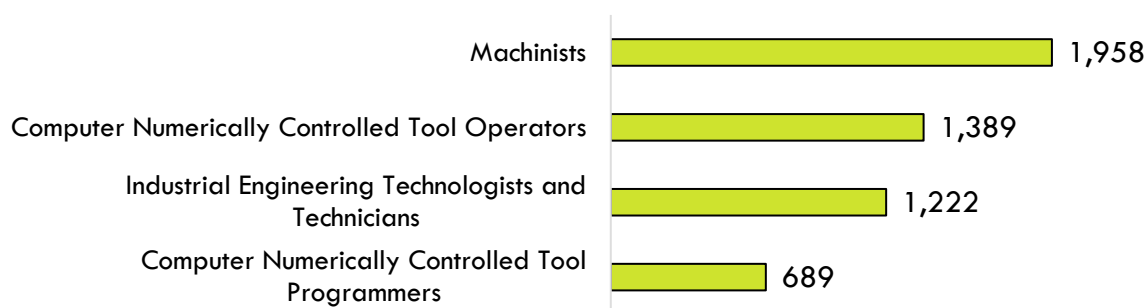 Machinists
1,958
Computer Numerically Controlled Tool Operators
1,389
Industrial Engineering Technologists and
Technicians
1,222
Computer Numerically Controlled Tool
Programmers
689